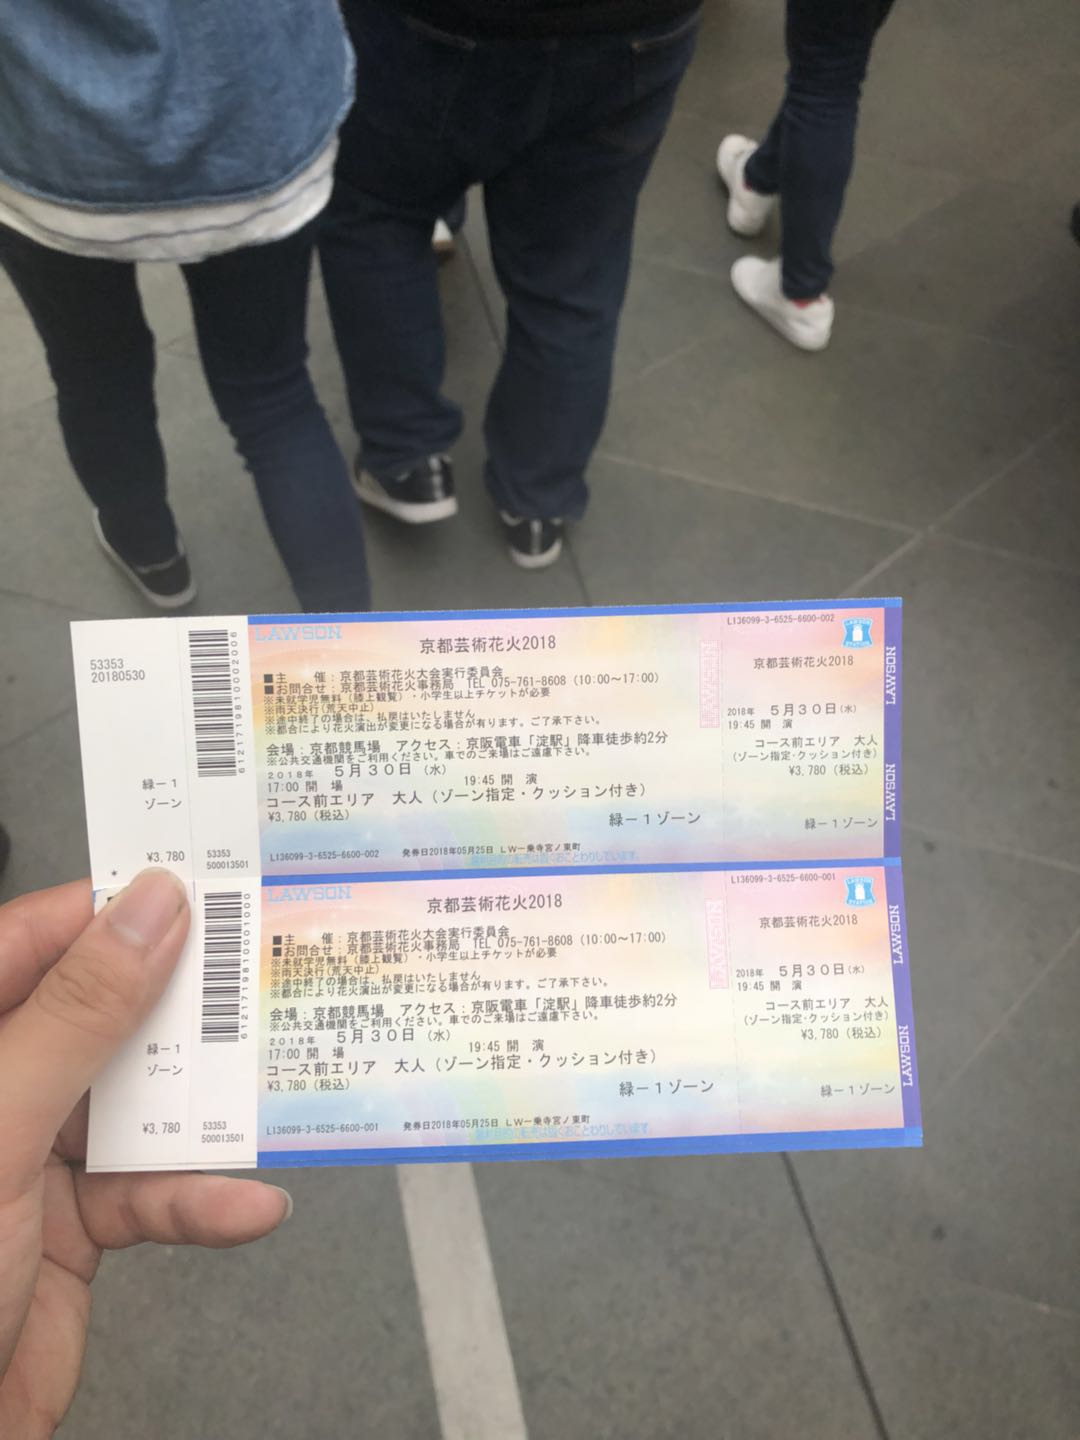 53353
20180530
緑−1
ゾーン
¥3,780
*
6121719810002006
53353
500013501
LAWSON
京都芸術花火2018
■主　催：京都芸術花火大会実行委員会
■お問合せ：京都芸術花火事務局　TEL 075-761-8608 (10:00〜17:00)
※未就学児無料（膝上観覧）・小学生以上チケットが必要
※雨天決行(荒天中止)
※途中終了の場合は、払戻はいたしません
※都合により花火演出が変更になる場合が有ります。ご了承下さい。
会場：京都競馬場　アクセス：京阪電車「淀駅」降車徒歩約2分
※公共交通機関をご利用ください。車でのご来場はご遠慮下さい。
2018年　5月30日（水）
17:00 開　場　19:45 開　演
コース前エリア　大人（ゾーン指定・クッション付き）
¥3,780（税込）
緑−1ゾーン
L136099-3-6525-6600-002　発券日2018年05月25日 LW一乗寺宮ノ東町
LAWSON
L136099-3-6525-6600-002
LAWSON STATION
京都芸術花火2018
2018年　5月30日(水)
19:45 開　演
コース前エリア　大人
(ゾーン指定・クッション付き)
¥3,780（税込）
緑−1ゾーン
LAWSON
LAWSON
緑−1
ゾーン
¥3,780
6121719810001000
53353
500013501
LAWSON
京都芸術花火2018
■主　催：京都芸術花火大会実行委員会
■お問合せ：京都芸術花火事務局　TEL 075-761-8608 (10:00〜17:00)
※未就学児無料（膝上観覧）・小学生以上チケットが必要
※雨天決行(荒天中止)
※途中終了の場合は、払戻はいたしません
※都合により花火演出が変更になる場合が有ります。ご了承下さい。
会場：京都競馬場　アクセス：京阪電車「淀駅」降車徒歩約2分
※公共交通機関をご利用ください。車でのご来場はご遠慮下さい。
2018年　5月30日（水）
17:00 開　場　19:45 開　演
コース前エリア　大人（ゾーン指定・クッション付き）
¥3,780（税込）
緑−1ゾーン
L136099-3-6525-6600-001　発券日2018年05月25日 LW一乗寺宮ノ東町
LAWSON
L136099-3-6525-6600-001
LAWSON STATION
京都芸術花火2018
2018年　5月30日(水)
19:45 開　演
コース前エリア　大人
(ゾーン指定・クッション付き)
¥3,780（税込）
緑−1ゾーン
LAWSON
LAWSON